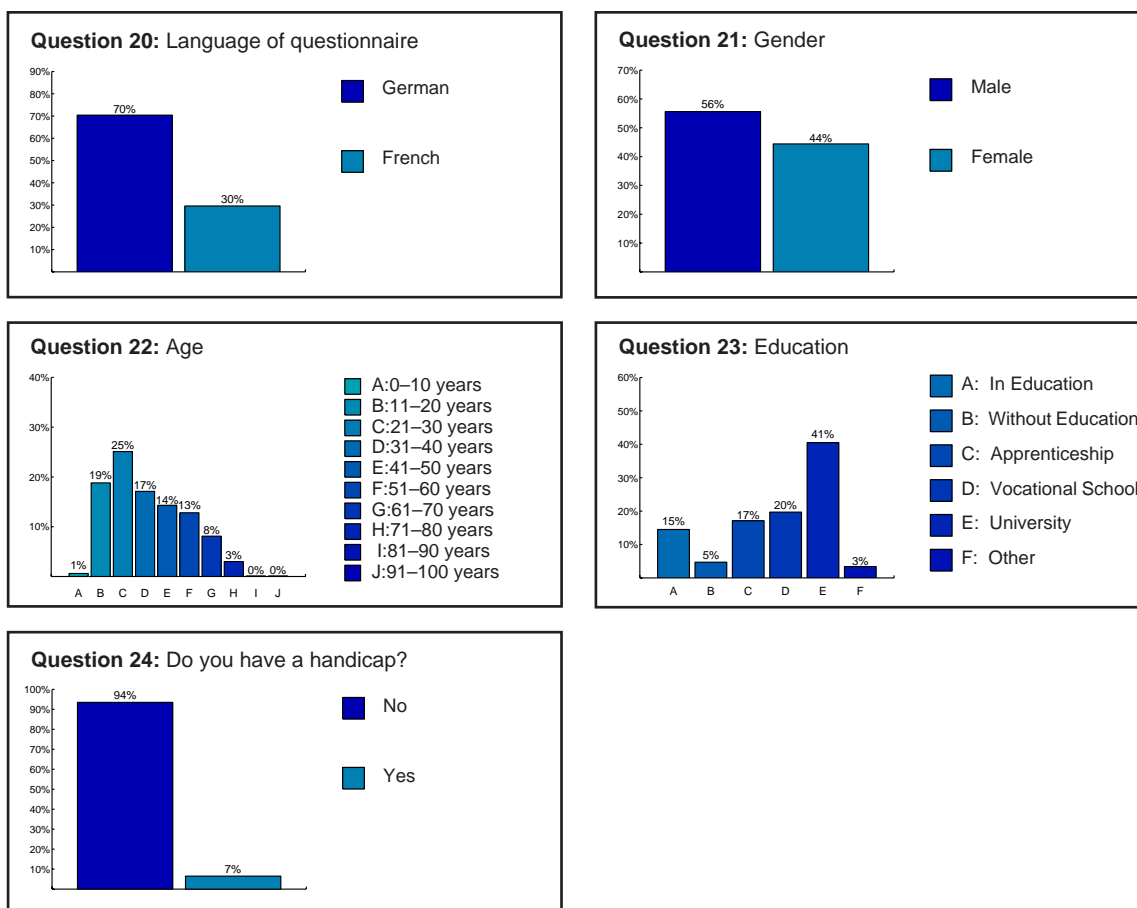 Question 20: Language of questionnaire
90%
80%
70%
60%
50%
40%
30%
20%
10%
70%
30%
German
French
Question 21: Gender
70%
60%
50%
40%
30%
20%
10%
56%
44%
Male
Female
Question 22: Age
40%
30%
20%
10%
1%
19%
25%
17%
14%
13%
8%
3%
0%
0%
A B C D E F G H I J
A:0–10 years
B:11–20 years
C:21–30 years
D:31–40 years
E:41–50 years
F:51–60 years
G:61–70 years
H:71–80 years
I:81–90 years
J:91–100 years
Question 23: Education
60%
50%
40%
30%
20%
10%
15%
5%
17%
20%
41%
3%
A B C D E F
A: In Education
B: Without Education
C: Apprenticeship
D: Vocational School
E: University
F: Other
Question 24: Do you have a handicap?
100%
90%
80%
70%
60%
50%
40%
30%
20%
10%
94%
7%
No
Yes